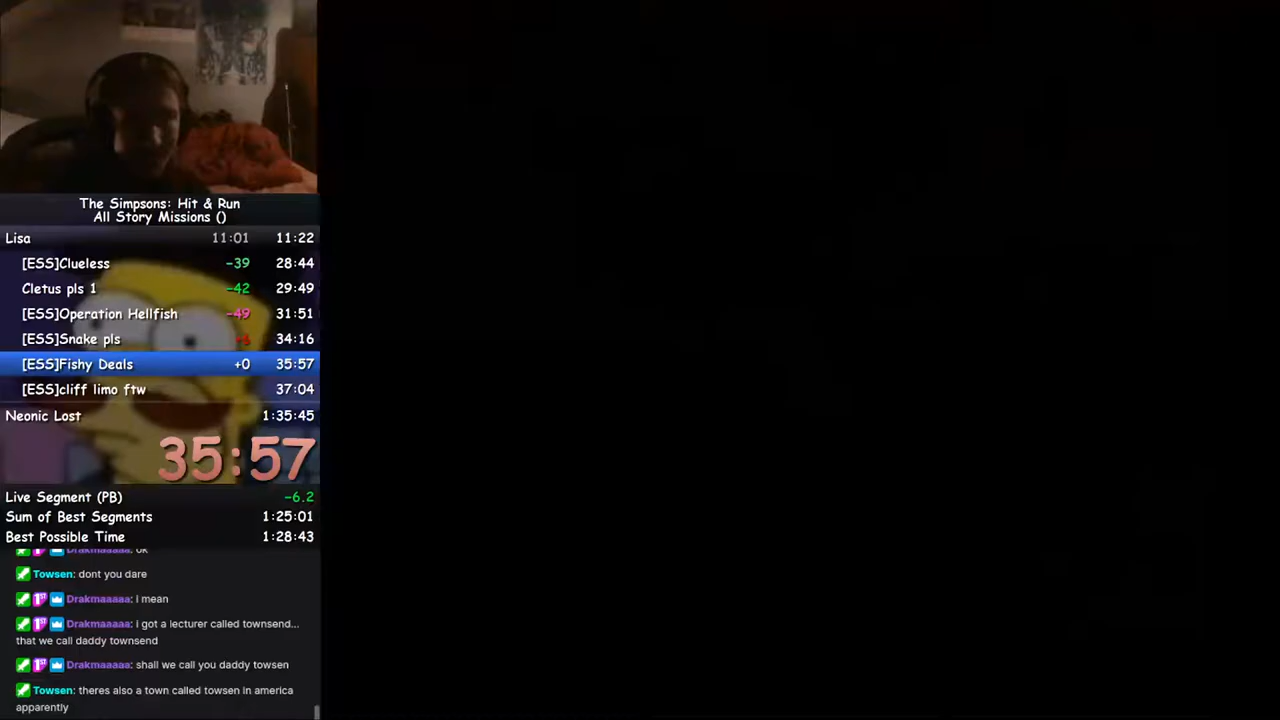 The Simpsons: Hit & Run
All Story Missions ()
Lisa 11:01 11:22
[ESS]Clueless -39 28:44
Cletus pls 1 -42 29:49
[ESS]Operation Hellfish -49 31:51
[ESS]Snake pls 34:16
[ESS]Fishy Deals +0 35:57
[ESS]cliff limo ftw 37:04
Neonic Lost 1:35:45
35:57
Live Segment (PB) -6.2
Sum of Best Segments 1:25:01
Best Possible Time 1:28:43
Drakmaaaaa: ok
Towsen: dont you dare
Drakmaaaaa: i mean
Drakmaaaaa: i got a lecturer called townsend...
that we call daddy townsend
Drakmaaaaa: shall we call you daddy towsen
Towsen: theres also a town called towsen in america
apparently